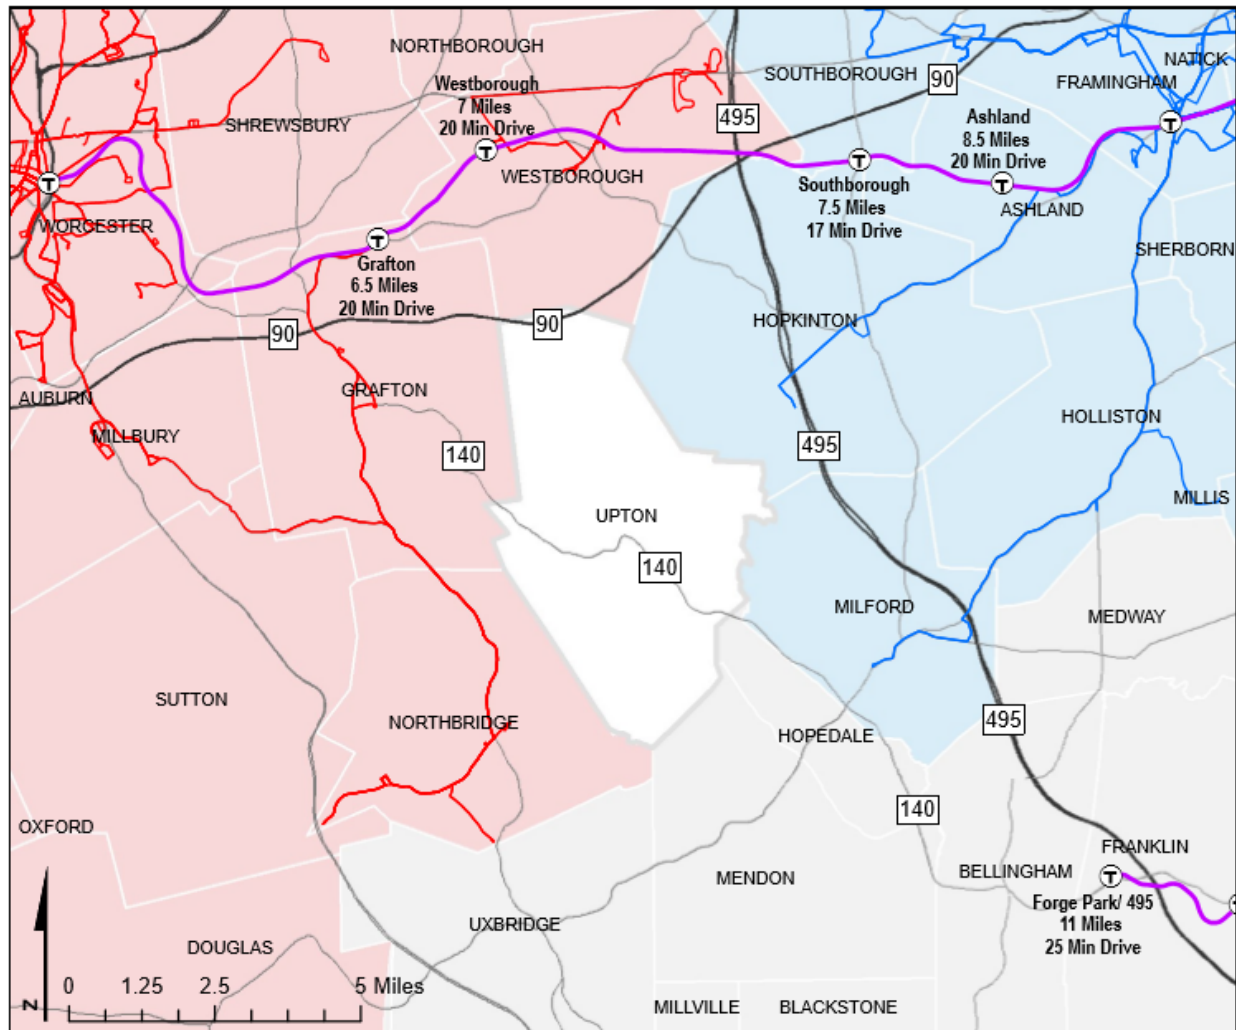 NORTHBOROUGH
Westborough
7 Miles
20 Min Drive
SHREWSBURY
WESTBOROUGH
SOUTHBOROUGH
90
NATICK
FRAMINGHAM
495
Ashland
8.5 Miles
20 Min Drive
T
T
T
T
T
Southborough
7.5 Miles
17 Min Drive
ASHLAND
WORCESTER
T
Grafton
6.5 Miles
20 Min Drive
SHERBORN
90
90
HOPKINTON
AUBURN
GRAFTON
MILLBURY
140
495
HOLLISTON
MILLIS
UPTON
140
MILFORD
MEDWAY
SUTTON
NORTHBRIDGE
HOPEDALE
495
OXFORD
140
FRANKLIN
BELLINGHAM
T
Forge Park/ 495
11 Miles
25 Min Drive
MENDON
UXBRIDGE
DOUGLAS
N
0 1.25 2.5 5 Miles
MILLVILLE
BLACKSTONE